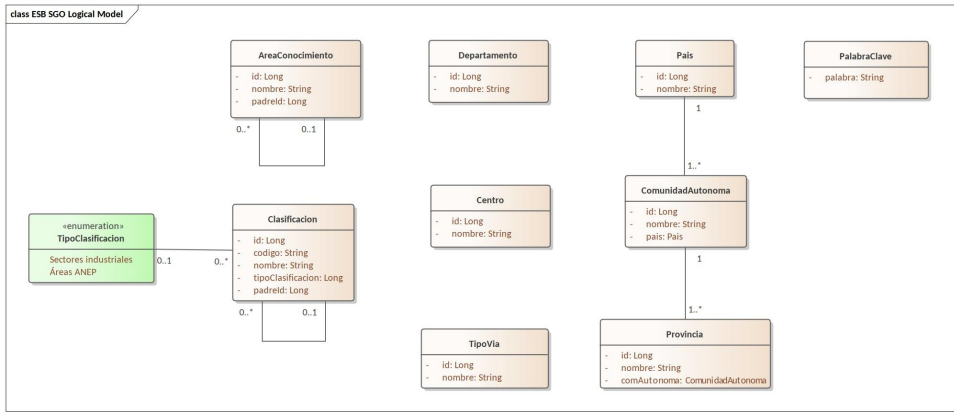 class ESB SGO Logical Model
AreaConocimiento
- id: Long
- nombre: String
- padreId: Long
0..*
0..1
Departamento
- id: Long
- nombre: String
Pais
- id: Long
- nombre: String
1
1..*
PalabraClave
- palabra: String
«enumeration»
TipoClasificacion
Sectores industriales
Áreas ANEP
0..1
0..*
Clasificacion
- id: Long
- codigo: String
- nombre: String
- tipoClasificacion: Long
- padreId: Long
0..*
0..1
Centro
- id: Long
- nombre: String
ComunidadAutonoma
- id: Long
- nombre: String
- pais: Pais
1
1..*
TipoVia
- id: Long
- nombre: String
Provincia
- id: Long
- nombre: String
- comAutonoma: ComunidadAutonoma